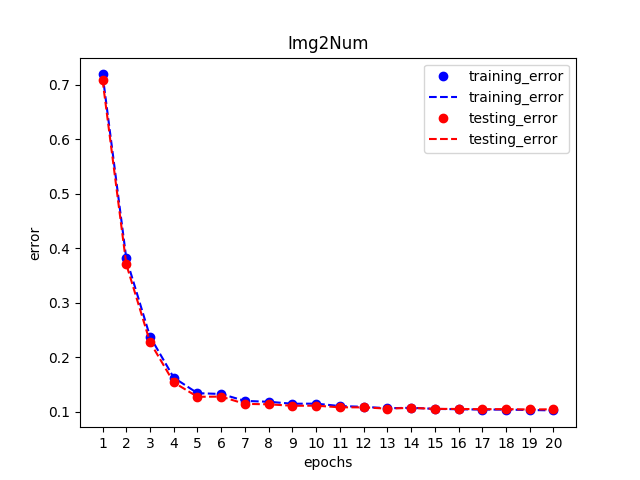 Img2Num
training_error
training_error
testing_error
testing_error
error
0.7
0.6
0.5
0.4
0.3
0.2
0.1
1 2 3 4 5 6 7 8 9 10 11 12 13 14 15 16 17 18 19 20
epochs